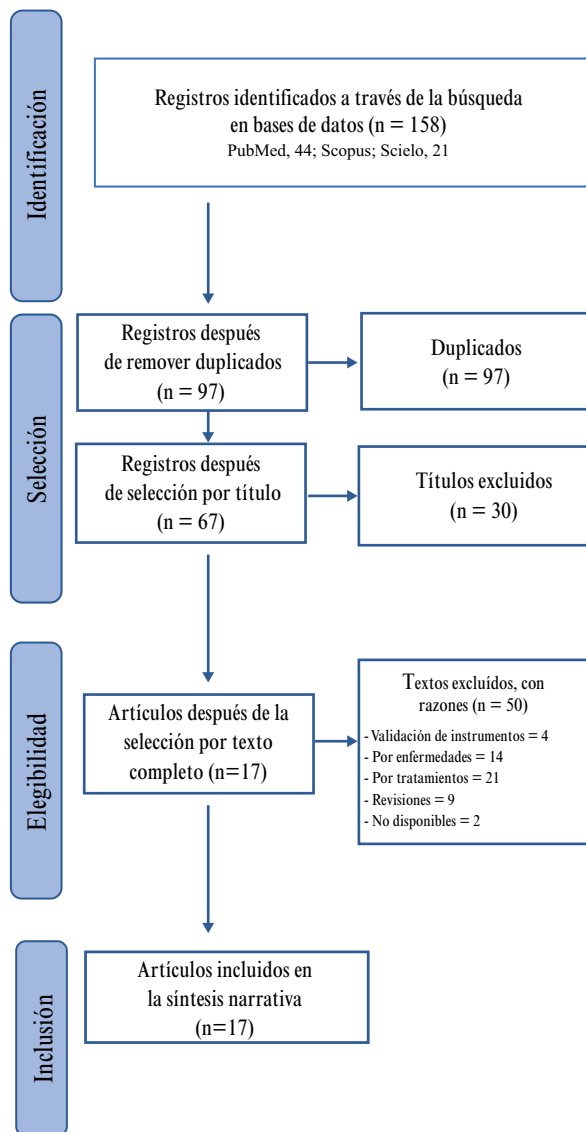 Identificación
Registros identificados a través de la búsqueda
en bases de datos (n = 158)
PubMed, 44; Scopus; Scielo, 21
Selección
Registros después
de remover duplicados
(n = 97)
Duplicados
(n = 97)
Registros después
de selección por título
(n = 67)
Títulos excluidos
(n = 30)
Elegibilidad
Artículos después de la
selección por texto
completo (n=17)
Textos excluídos, con
razones (n = 50)
- Validación de instrumentos = 4
- Por enfermedades = 14
- Por tratamientos = 21
- Revisiones = 9
- No disponibles = 2
Inclusión
Artículos incluidos en
la síntesis narrativa
(n=17)